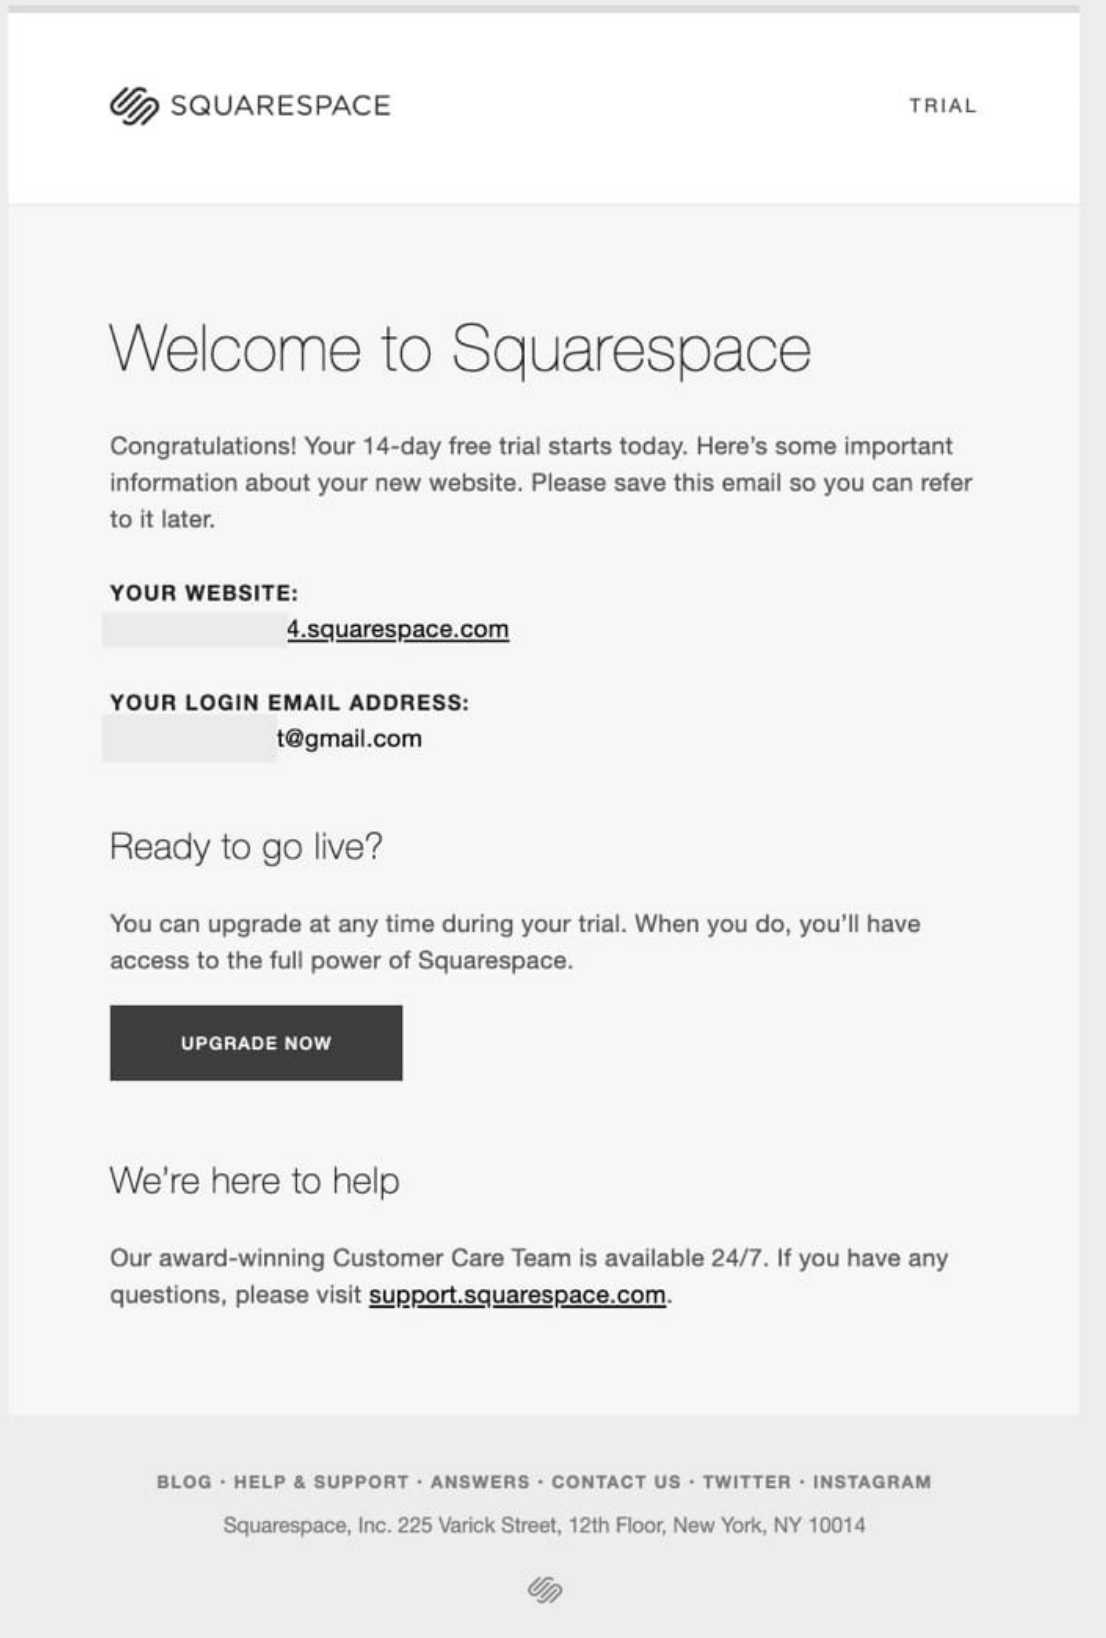 SQUARESPACE
TRIAL
Welcome to Squarespace
Congratulations! Your 14-day free trial starts today. Here's some important
information about your new website. Please save this email so you can refer
to it later.
YOUR WEBSITE:
4.squarespace.com
YOUR LOGIN EMAIL ADDRESS:
t@gmail.com
Ready to go live?
You can upgrade at any time during your trial. When you do, you'll have
access to the full power of Squarespace.
UPGRADE NOW
We're here to help
Our award-winning Customer Care Team is available 24/7. If you have any
questions, please visit support.squarespace.com.
BLOG · HELP & SUPPORT · ANSWERS · CONTACT US · TWITTER · INSTAGRAM
Squarespace, Inc. 225 Varick Street, 12th Floor, New York, NY 10014